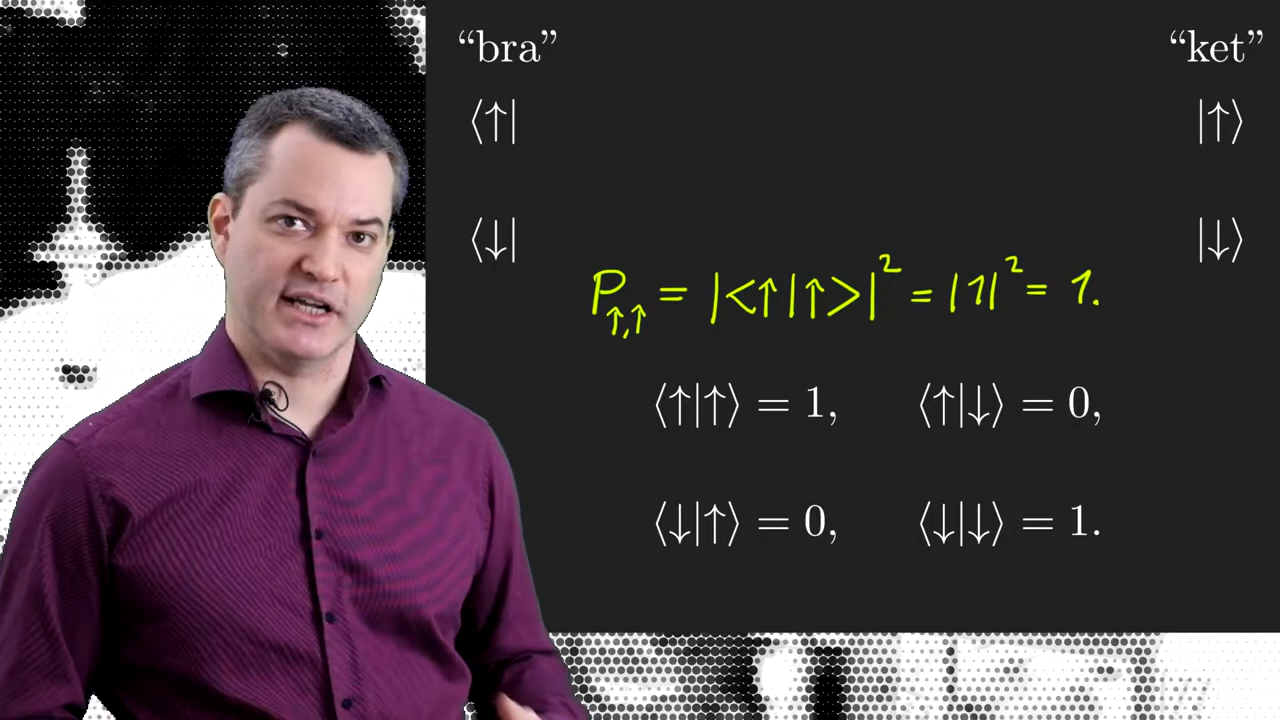 “bra” “ket”
⟨↑| |↑⟩
⟨↓| |↓⟩
P↑,↑ = |<↑|↑>|² = |1|² = 1.
⟨↑|↑⟩ = 1, ⟨↑|↓⟩ = 0,
⟨↓|↑⟩ = 0, ⟨↓|↓⟩ = 1.